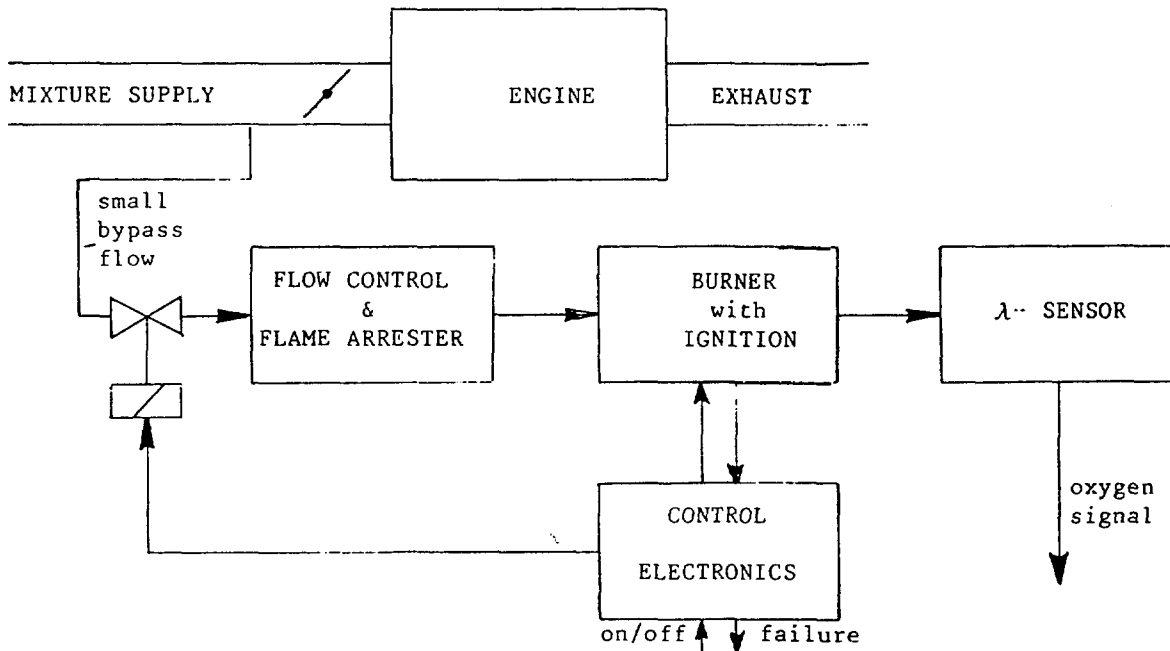 MIXTURE SUPPLY
ENGINE
EXHAUST
small
bypass
flow
FLOW CONTROL
&
FLAME ARRESTER
BURNER
with
IGNITION
λ-- SENSOR
CONTROL
ELECTRONICS
oxygen
signal
on/off
failure